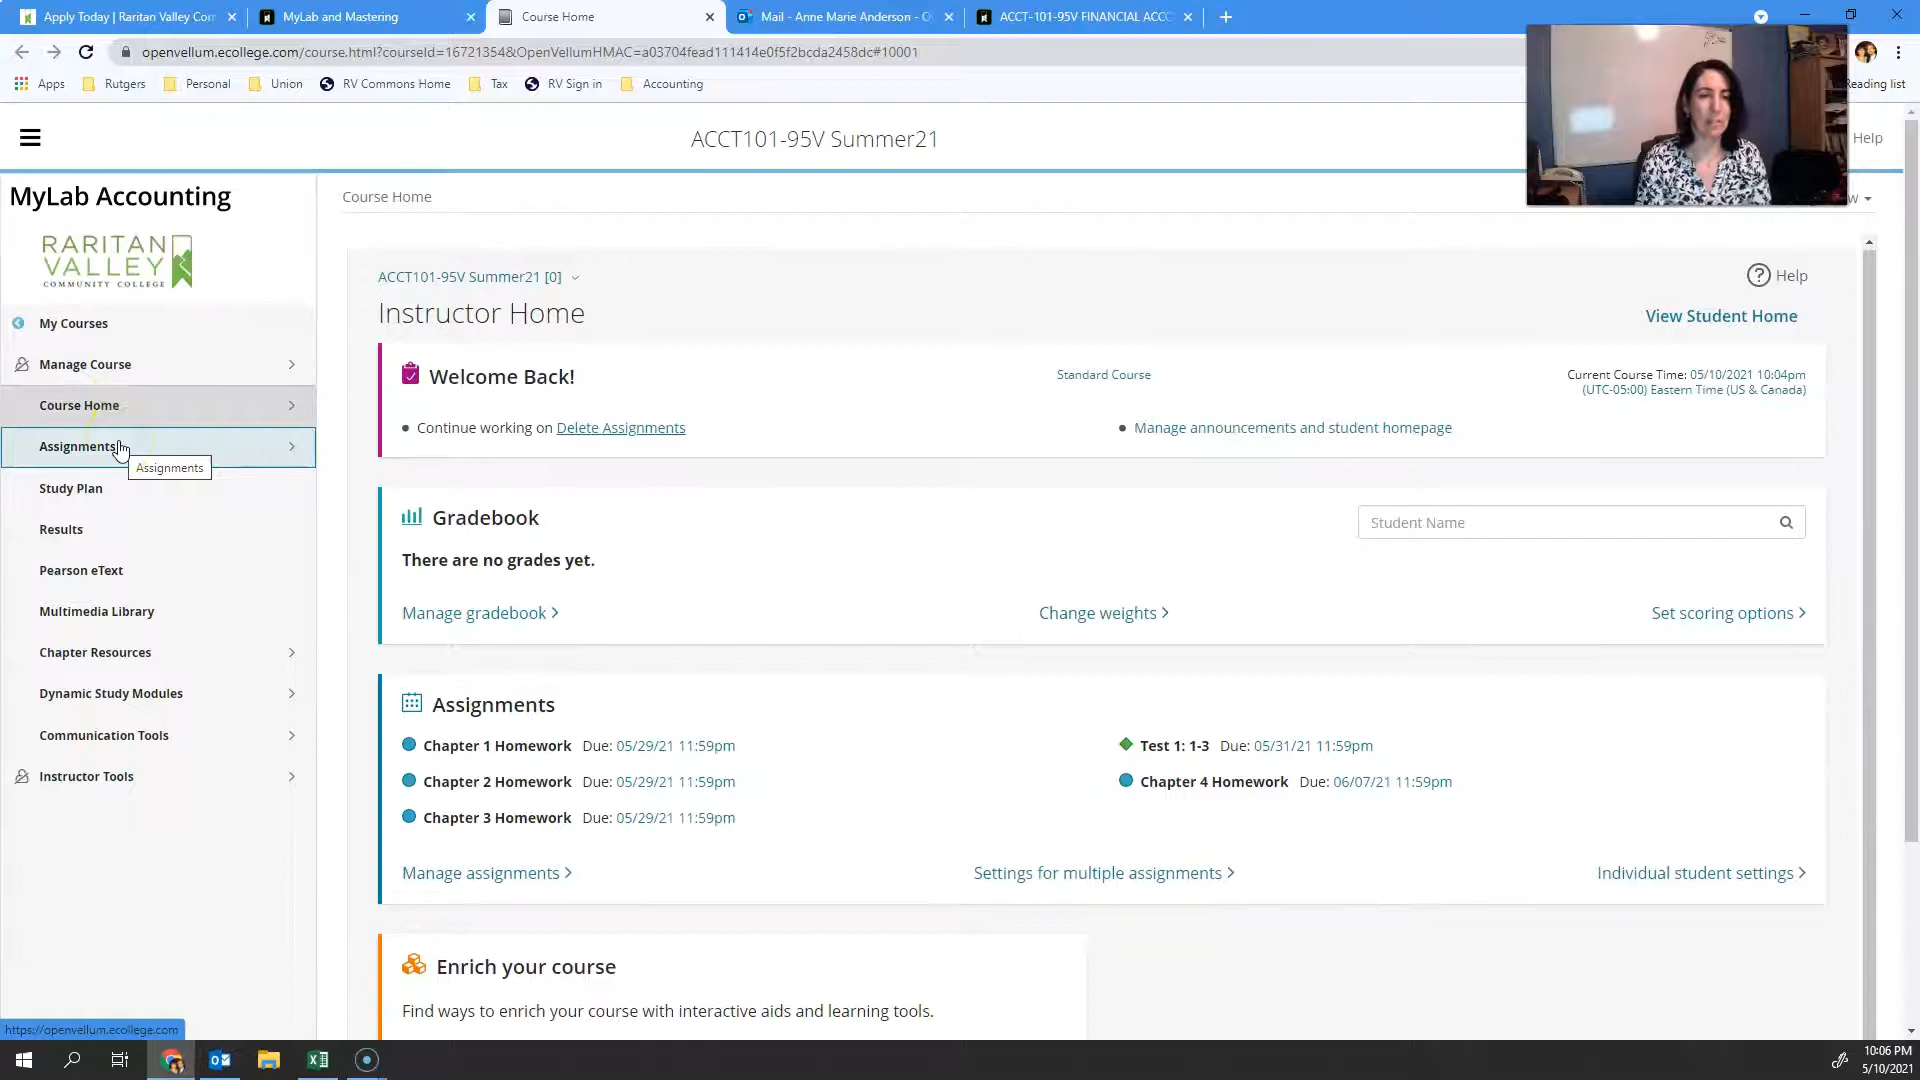 Apply Today | Raritan Valley Com
MyLab and Mastering
Course Home
Mail - Anne Marie Anderson - O
ACCT-101-95V FINANCIAL ACCO
openvellum.ecollege.com/course.html?courseId=16721354&OpenVellumHMAC=a03704fead111414e0f5f2bcda2458dc#10001
Apps
Rutgers
Personal
Union
RV Commons Home
Tax
RV Sign in
Accounting
Reading list
ACCT101-95V Summer21
Help
MyLab Accounting
RARITAN
VALLEY
COMMUNITY COLLEGE
My Courses
Manage Course
Course Home
Assignments
Assignments
Study Plan
Results
Pearson eText
Multimedia Library
Chapter Resources
Dynamic Study Modules
Communication Tools
Instructor Tools
Course Home
ACCT101-95V Summer21 [0]
Help
Instructor Home
View Student Home
Welcome Back!
Standard Course
Current Course Time: 05/10/2021 10:04pm
(UTC-05:00) Eastern Time (US & Canada)
Continue working on Delete Assignments
Manage announcements and student homepage
Gradebook
Student Name
There are no grades yet.
Manage gradebook
Change weights
Set scoring options
Assignments
Chapter 1 Homework Due: 05/29/21 11:59pm
Test 1: 1-3 Due: 05/31/21 11:59pm
Chapter 2 Homework Due: 05/29/21 11:59pm
Chapter 4 Homework Due: 06/07/21 11:59pm
Chapter 3 Homework Due: 05/29/21 11:59pm
Manage assignments
Settings for multiple assignments
Individual student settings
Enrich your course
Find ways to enrich your course with interactive aids and learning tools.
https://openvellum.ecollege.com
10:06 PM
5/10/2021